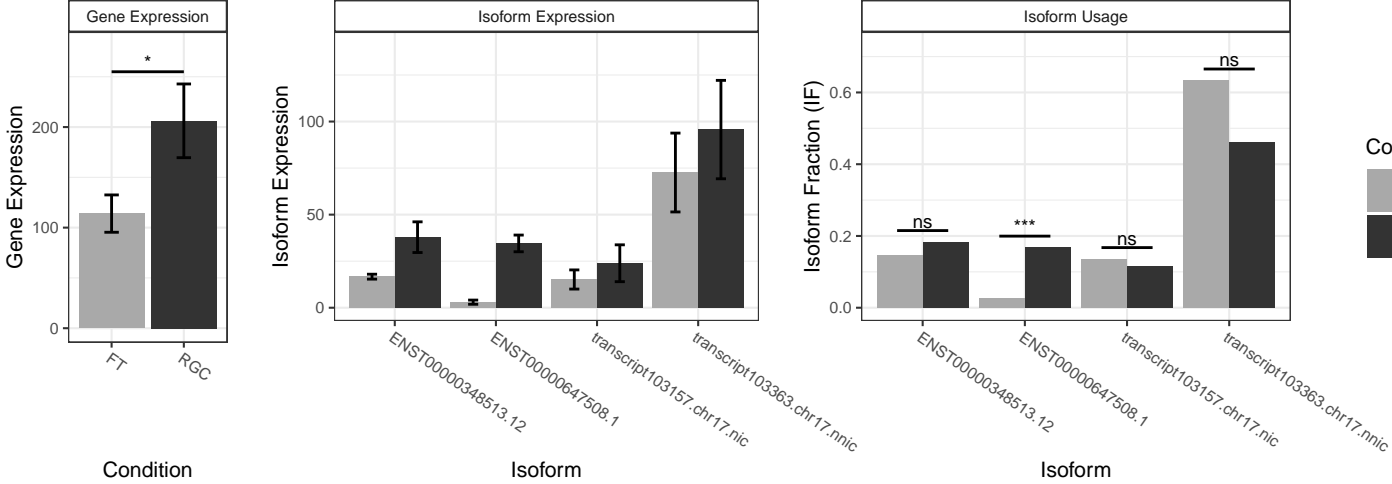 Gene Expression
Isoform Expression
Isoform Usage
Gene Expression
200
100
0
*
FT
RGC
Condition
Isoform Expression
100
50
0
ENST00000348513.12
ENST00000647508.1
transcript103157.chr17.nic
transcript103363.chr17.nnic
Isoform
Isoform Fraction (IF)
0.6
0.4
0.2
0.0
ns
***
ns
ns
ENST00000348513.12
ENST00000647508.1
transcript103157.chr17.nic
transcript103363.chr17.nnic
Isoform
Co